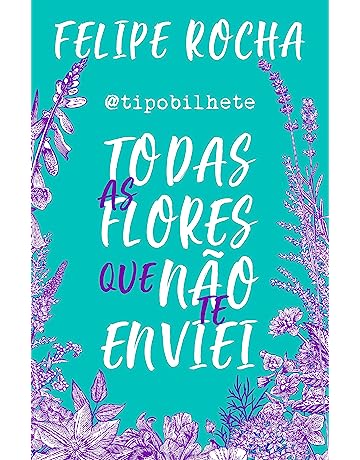 FELIPE ROCHA
@tipobilhete
TODAS
AS
FLORES
QUE NÃO
TE
ENVIEI